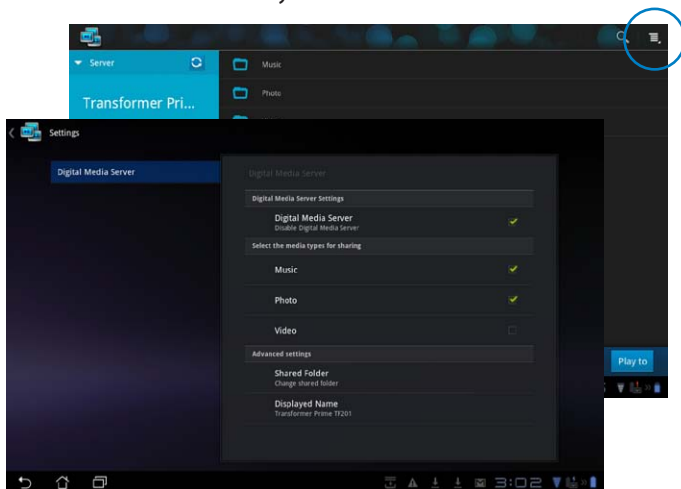 Server
Music
Transformer Pri...
Photo
Settings
Digital Media Server
Digital Media Server
Digital Media Server Settings
Digital Media Server
Disable Digital Media Server
Select the media types for sharing
Music
Photo
Video
Advanced settings
Shared Folder
Change shared folder
Displayed Name
Transformer Prime TF201
Play to
3:02